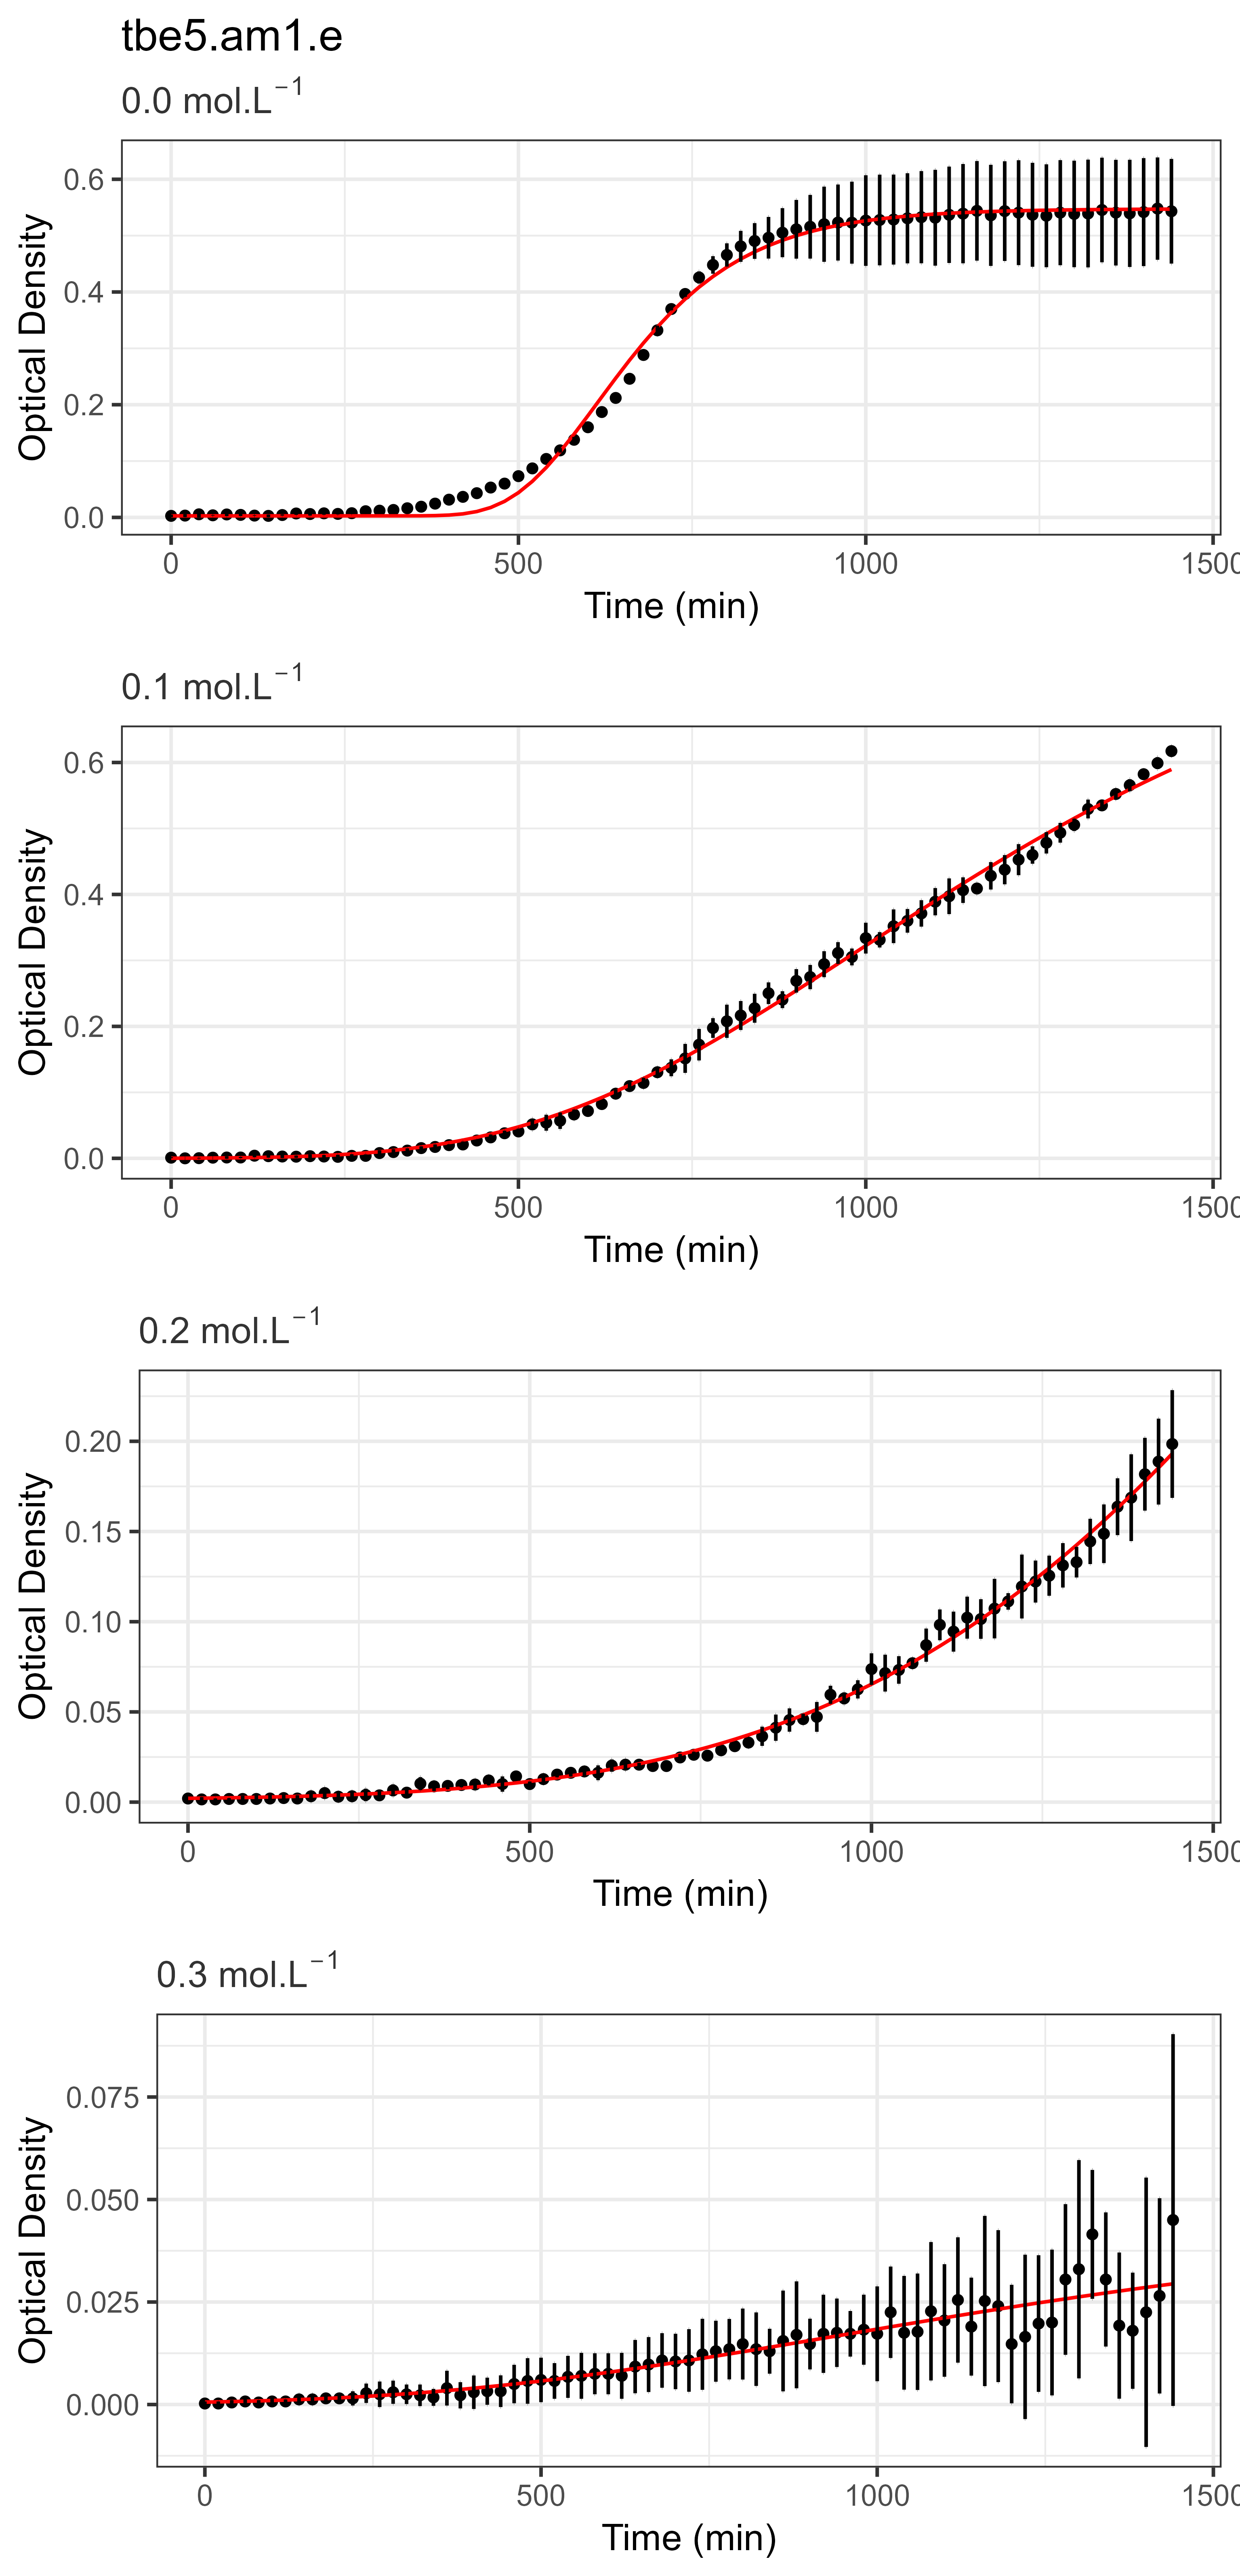 tbe5.am1.e
0.0 mol.L⁻¹
Optical Density
0.6
0.4
0.2
0.0
0 500 1000 1500
Time (min)
0.1 mol.L⁻¹
Optical Density
0.6
0.4
0.2
0.0
0 500 1000 1500
Time (min)
0.2 mol.L⁻¹
Optical Density
0.20
0.15
0.10
0.05
0.00
0 500 1000 1500
Time (min)
0.3 mol.L⁻¹
Optical Density
0.075
0.050
0.025
0.000
0 500 1000 1500
Time (min)